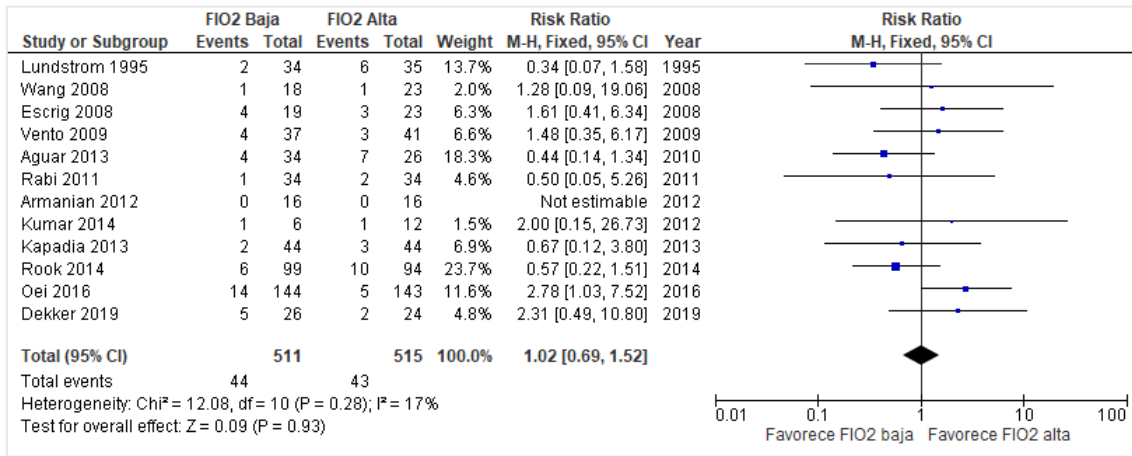 FIO2 Baja FIO2 Alta Risk Ratio Risk Ratio
Study or Subgroup Events Total Events Total Weight M-H, Fixed, 95% CI Year M-H, Fixed, 95% CI
Lundstrom 1995 2 34 6 35 13.7% 0.34 [0.07, 1.58] 1995
Wang 2008 1 18 1 23 2.0% 1.28 [0.09, 19.06] 2008
Escrig 2008 4 19 3 23 6.3% 1.61 [0.41, 6.34] 2008
Vento 2009 4 37 3 41 6.6% 1.48 [0.35, 6.17] 2009
Aguar 2013 4 34 7 26 18.3% 0.44 [0.14, 1.34] 2010
Rabi 2011 1 34 2 34 4.6% 0.50 [0.05, 5.26] 2011
Armanian 2012 0 16 0 16 Not estimable 2012
Kumar 2014 1 6 1 12 1.5% 2.00 [0.15, 26.73] 2012
Kapadia 2013 2 44 3 44 6.9% 0.67 [0.12, 3.80] 2013
Rook 2014 6 99 10 94 23.7% 0.57 [0.22, 1.51] 2014
Oei 2016 14 144 5 143 11.6% 2.78 [1.03, 7.52] 2016
Dekker 2019 5 26 2 24 4.8% 2.31 [0.49, 10.80] 2019
Total (95% CI) 511 515 100.0% 1.02 [0.69, 1.52]
Total events 44 43
Heterogeneity: Chi² = 12.08, df = 10 (P = 0.28); I² = 17%
Test for overall effect: Z = 0.09 (P = 0.93)
0.01 0.1 1 10 100
Favorece FIO2 baja Favorece FIO2 alta